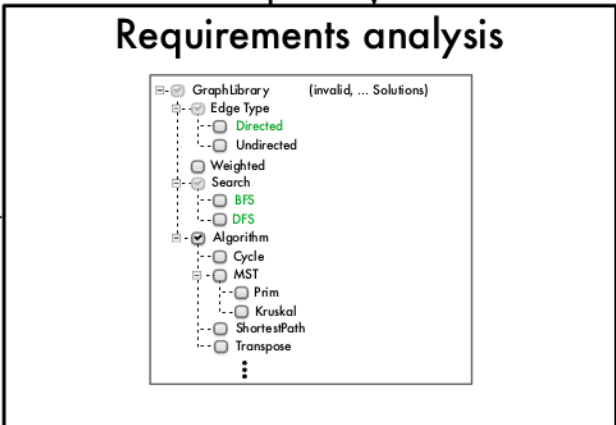 Requirements analysis
GraphLibrary (invalid, ... Solutions)
Edge Type
Directed
Undirected
Weighted
Search
BFS
DFS
Algorithm
Cycle
MST
Prim
Kruskal
ShortestPath
Transpose